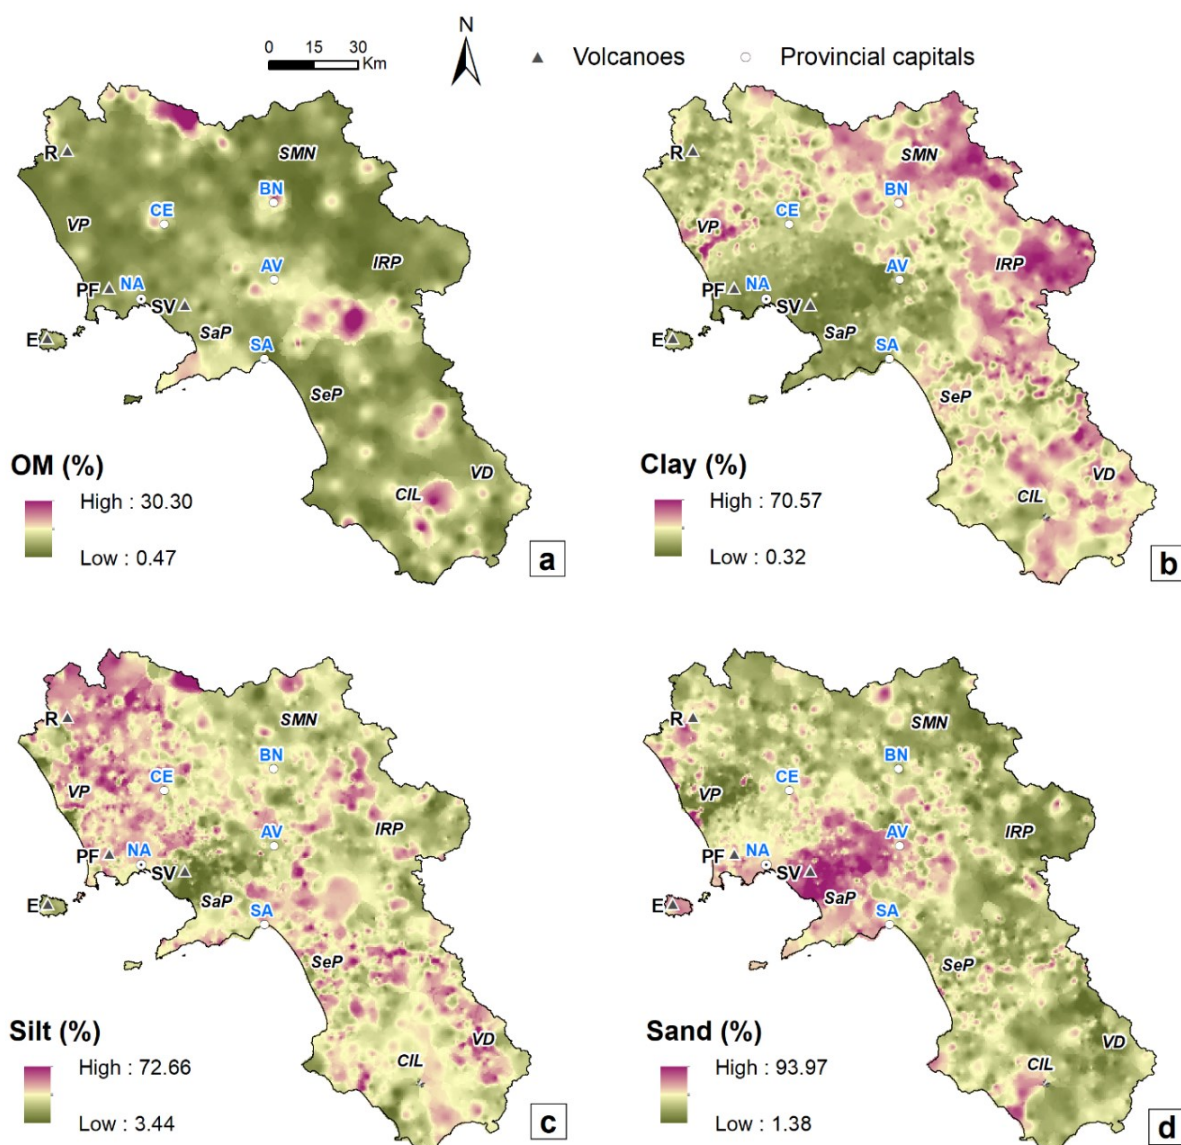 N
0 15 30
Km
Volcanoes
Provincial capitals
R
SMN
BN
CE
VP
AV
IRP
PF
NA
SV
E
SaP
SA
SeP
VD
CIL
OM (%)
High : 30.30
Low : 0.47
a
R
SMN
BN
CE
VP
AV
IRP
PF
NA
SV
E
SaP
SA
SeP
VD
CIL
Clay (%)
High : 70.57
Low : 0.32
b
R
SMN
BN
CE
VP
AV
IRP
PF
NA
SV
E
SaP
SA
SeP
VD
CIL
Silt (%)
High : 72.66
Low : 3.44
c
R
SMN
BN
CE
VP
AV
IRP
PF
NA
SV
E
SaP
SA
SeP
VD
CIL
Sand (%)
High : 93.97
Low : 1.38
d